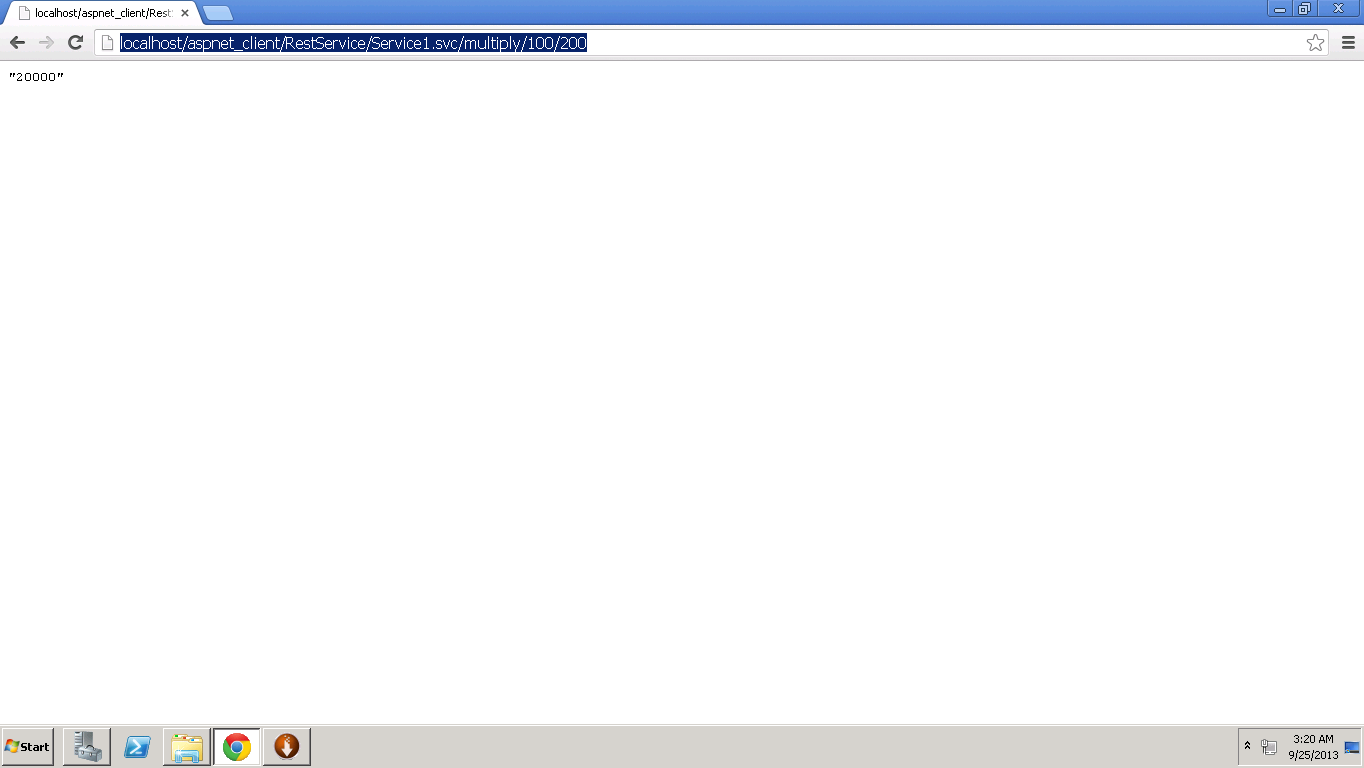 localhost/aspnet_client/Rest
localhost/aspnet_client/RestService/Service1.svc/multiply/100/200
"20000"
Start
3:20 AM
9/25/2013